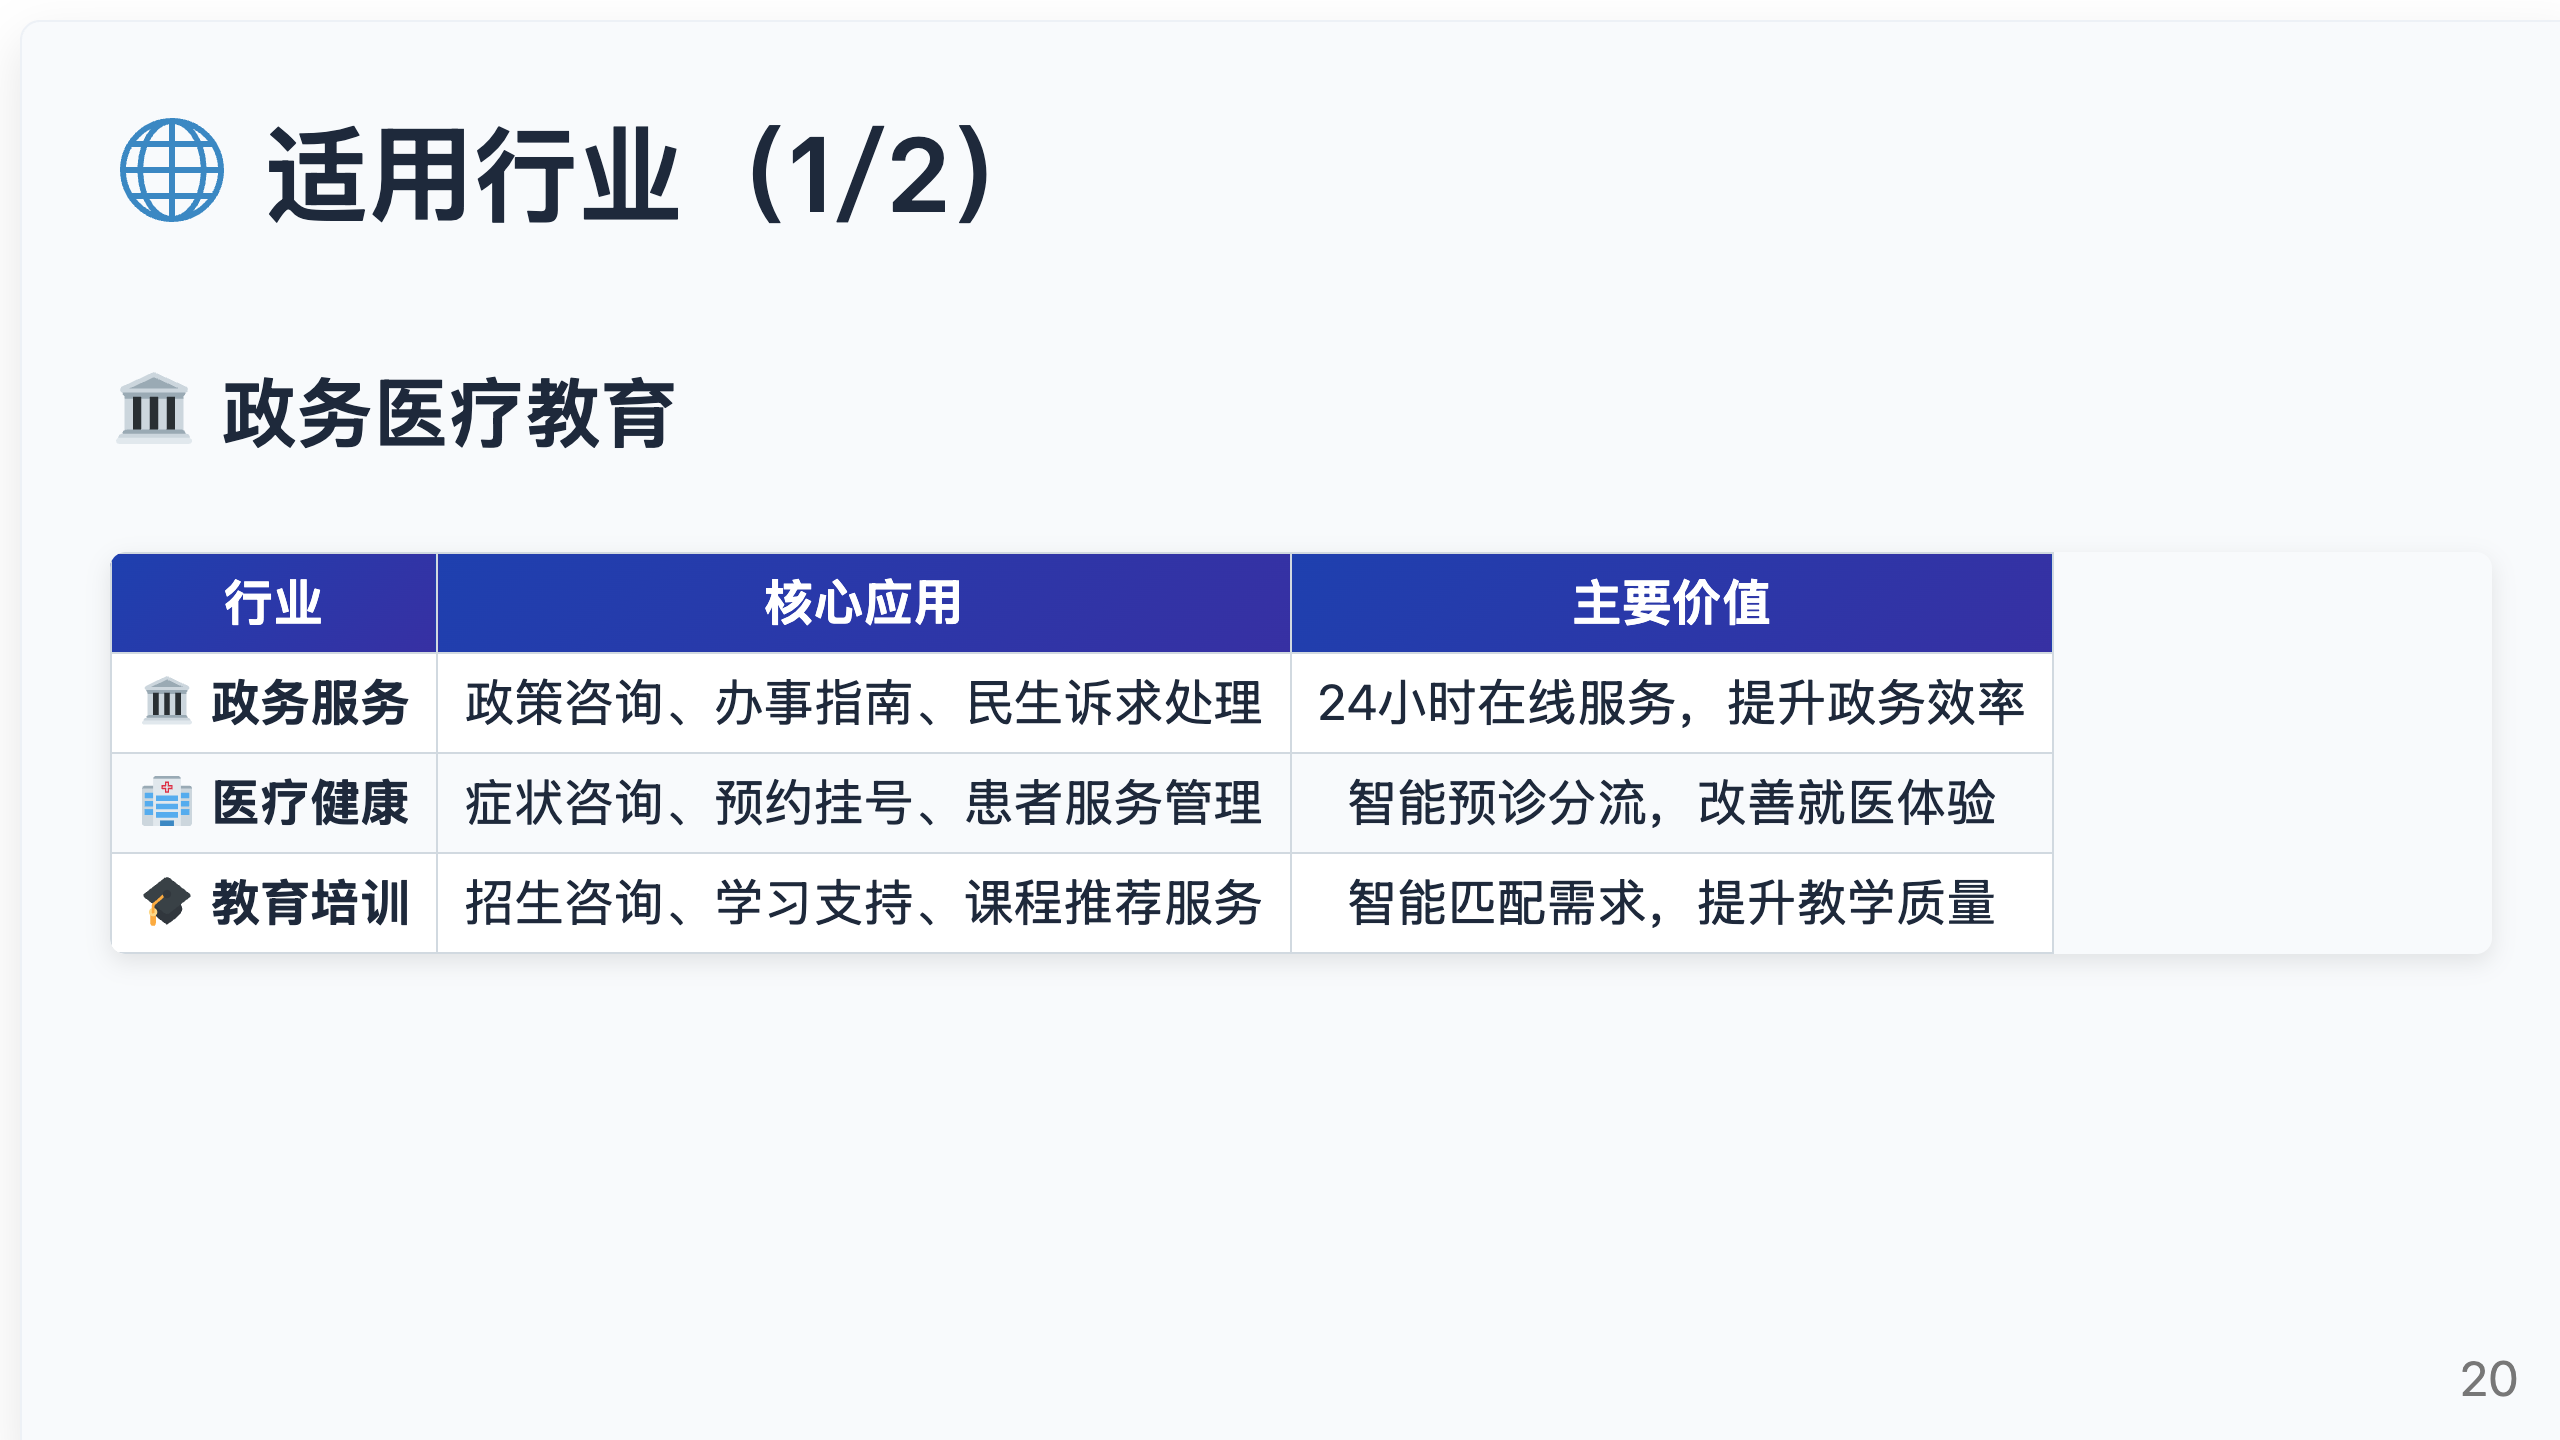 🌐 适用行业（1/2）
🏛️ 政务医疗教育
行业 核心应用 主要价值
🏛️ 政务服务 政策咨询、办事指南、民生诉求处理 24小时在线服务，提升政务效率
🏥 医疗健康 症状咨询、预约挂号、患者服务管理 智能预诊分流，改善就医体验
🎓 教育培训 招生咨询、学习支持、课程推荐服务 智能匹配需求，提升教学质量
20